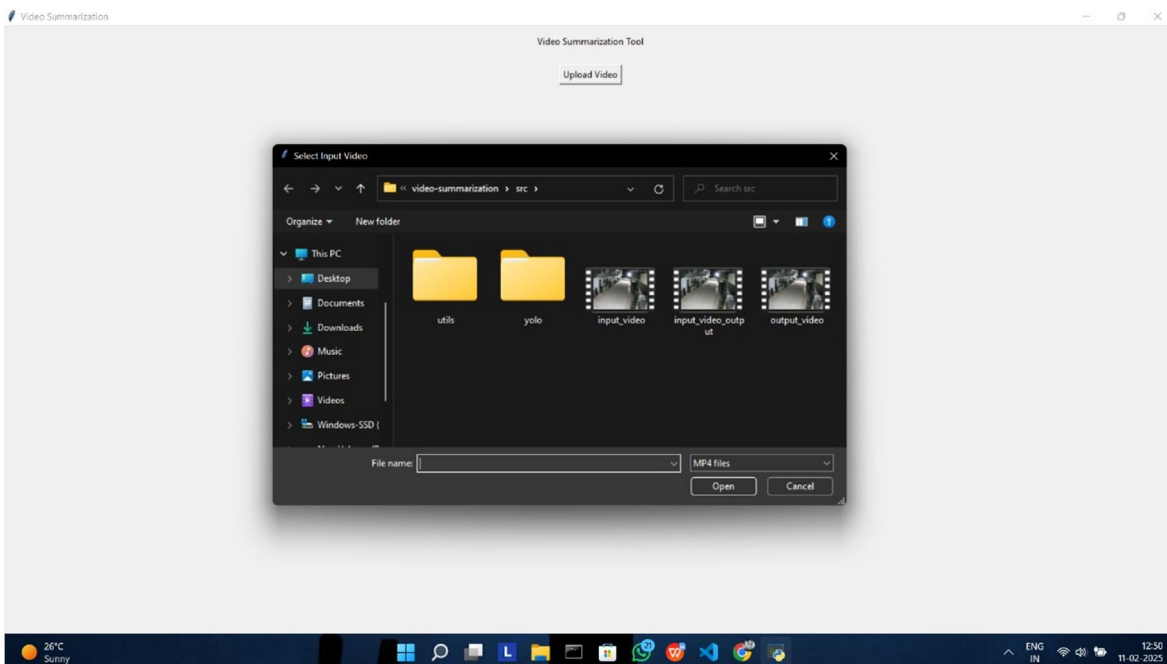 Video Summarization
Video Summarization Tool
Upload Video
Select Input Video
« video-summarization › src ›
Search src
Organize
New folder
This PC
Desktop
Documents
Downloads
Music
Pictures
Videos
Windows-SSD (
utils
yolo
input_video
input_video_outp
ut
output_video
File name:
MP4 files
Open
Cancel
26°C
Sunny
L
21
ENG
IN
12:50
11-02-2025